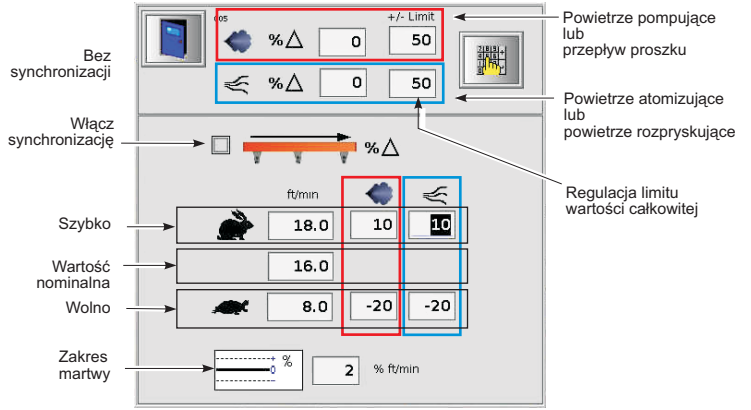 005
+/- Limit
%△ 0 50
%△ 0 50
Powietrze pompujące
lub
przepływ proszku
Bez
synchronizacji
Powietrze atomizujące
lub
powietrze rozpryskujące
Włącz
synchronizację
%△
Regulacja limitu
wartości całkowitej
ft/min
Szybko 18.0 10 10
Wartość
nominalna
16.0
Wolno 8.0 -20 -20
Zakres
martwy
+
0
-
%
2 % ft/min